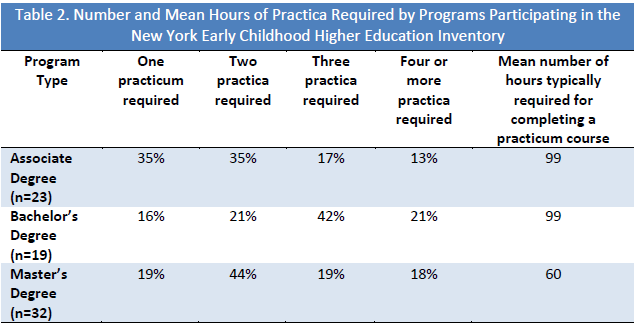 Table 2. Number and Mean Hours of Practica Required by Programs Participating in the
New York Early Childhood Higher Education Inventory
Program Type One practicum required Two practica required Three practica required Four or more practica required Mean number of hours typically required for completing a practicum course
Associate Degree (n=23) 35% 35% 17% 13% 99
Bachelor’s Degree (n=19) 16% 21% 42% 21% 99
Master’s Degree (n=32) 19% 44% 19% 18% 60